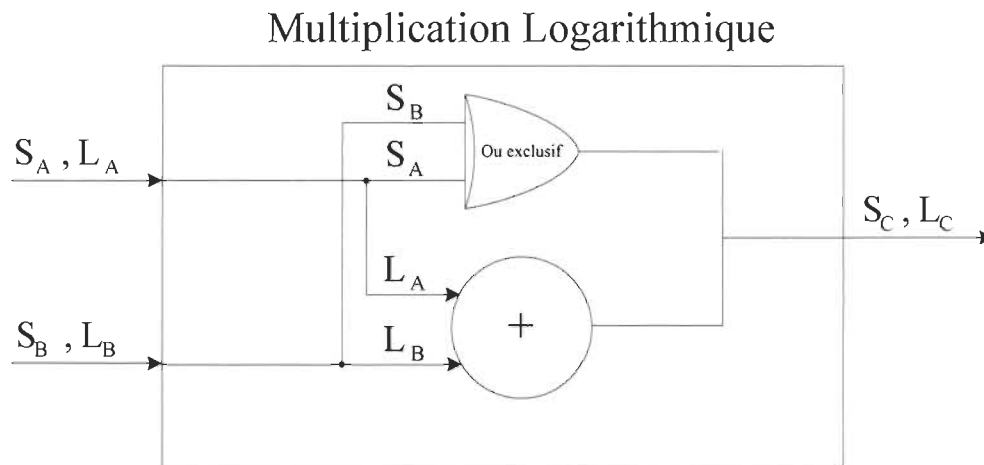 Multiplication Logarithmique
S_B
S_A , L_A
Ou exclusif
S_A
S_C , L_C
L_A
+
S_B , L_B
L_B